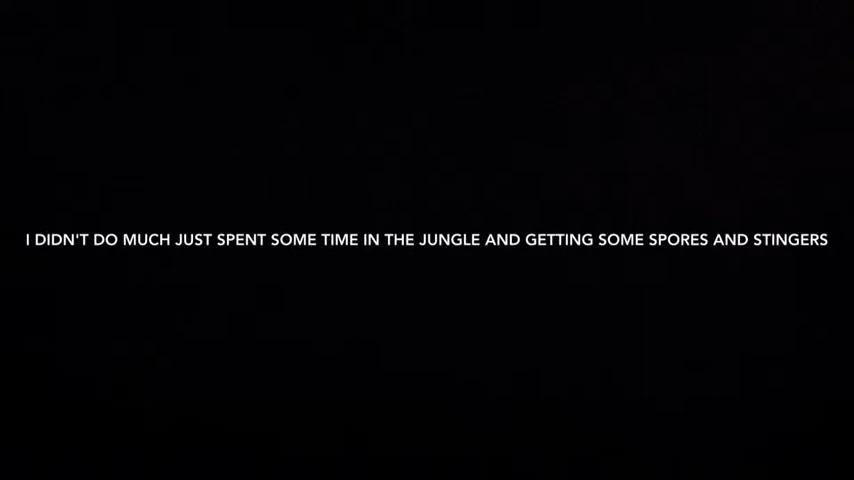 I DIDN'T DO MUCH JUST SPENT SOME TIME IN THE JUNGLE AND GETTING SOME SPORES AND STINGERS